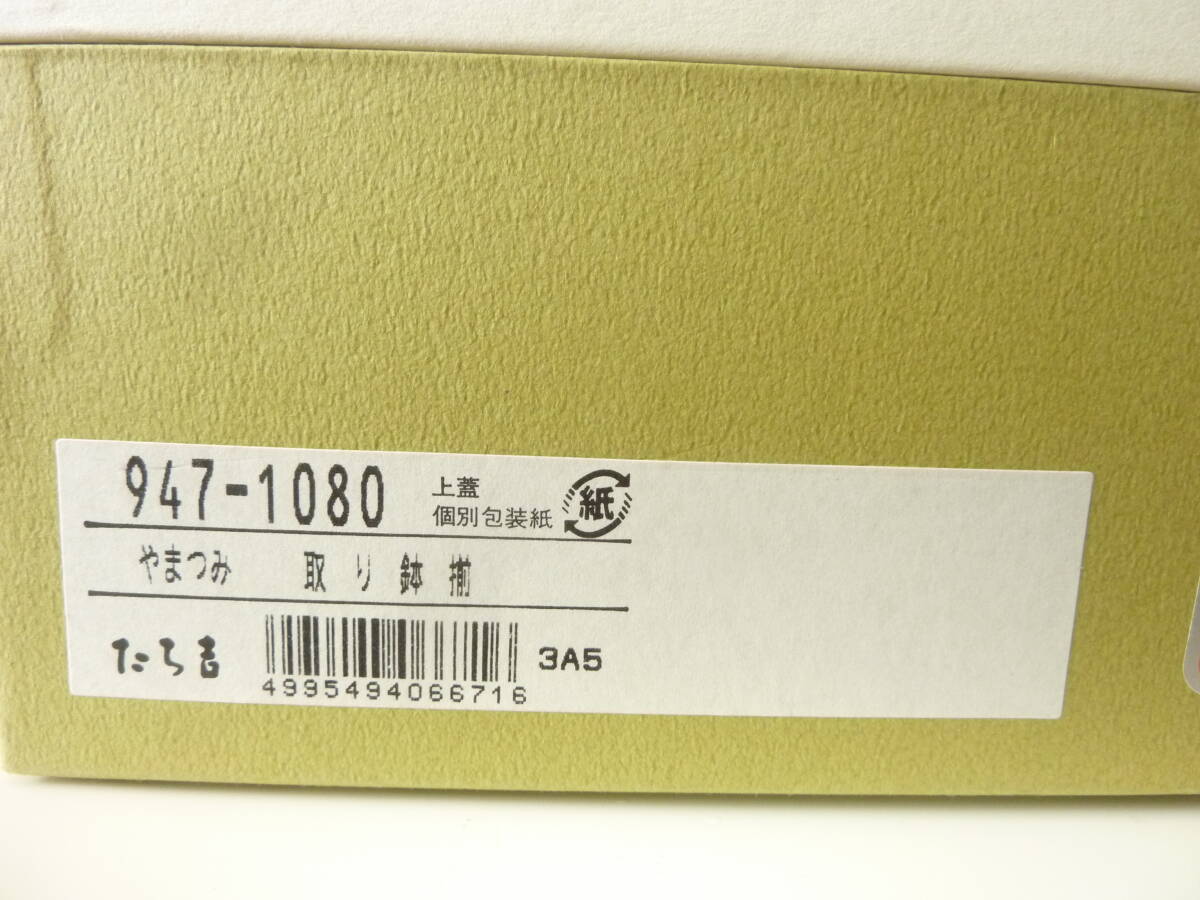 947-1080
上蓋
個別包装紙 紙
やまつみ 取り鉢揃
たち吉
3A5
4995494066716